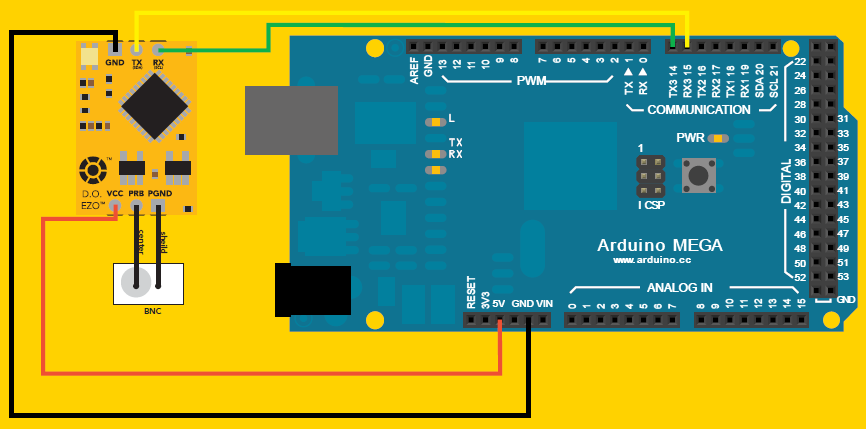 GND TX RX
(SDA) (SCL)
™
D.O.
EZO™
VCC PRB PGND
center
sheild
BNC
AREF
GND
13
12
11
10
9
8
7
6
5
4
3
2
1
0
PWM
TX
RX
TX3 14
RX3 15
TX2 16
RX2 17
TX1 18
RX1 19
SDA 20
SCL 21
COMMUNICATION
L
TX
RX
PWR
1
ICSP
DIGITAL
22
24
26
28
30 31
32 33
34 35
36 37
38 39
40 41
42 43
44 45
46 47
48 49
50 51
52 53
GND
Arduino MEGA
www.arduino.cc
ANALOG IN
RESET
3V3
5V
GND VIN
0
1
2
3
4
5
6
7
8
9
10
11
12
13
14
15